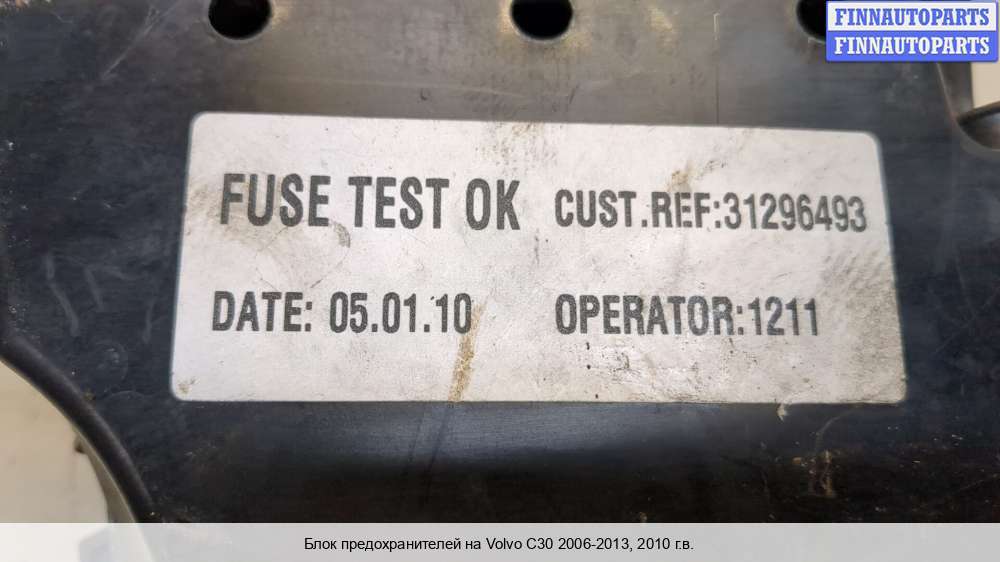 FINNAUTOPARTS
FINNAUTOPARTS
FUSE TEST OK CUST.REF:31296493
DATE: 05.01.10 OPERATOR:1211
Блок предохранителей на Volvo C30 2006-2013, 2010 г.в.